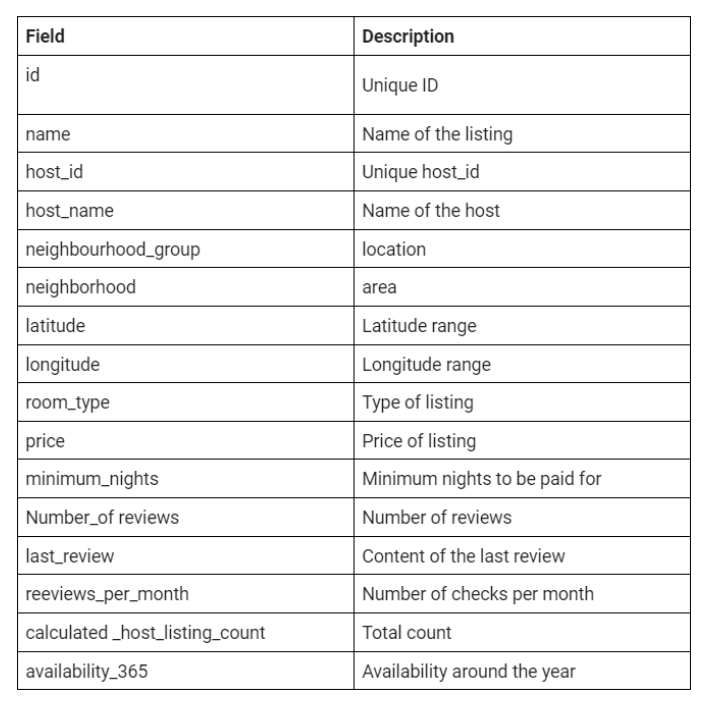 Field Description
id Unique ID
name Name of the listing
host_id Unique host_id
host_name Name of the host
neighbourhood_group location
neighborhood area
latitude Latitude range
longitude Longitude range
room_type Type of listing
price Price of listing
minimum_nights Minimum nights to be paid for
Number_of reviews Number of reviews
last_review Content of the last review
reeviews_per_month Number of checks per month
calculated _host_listing_count Total count
availability_365 Availability around the year